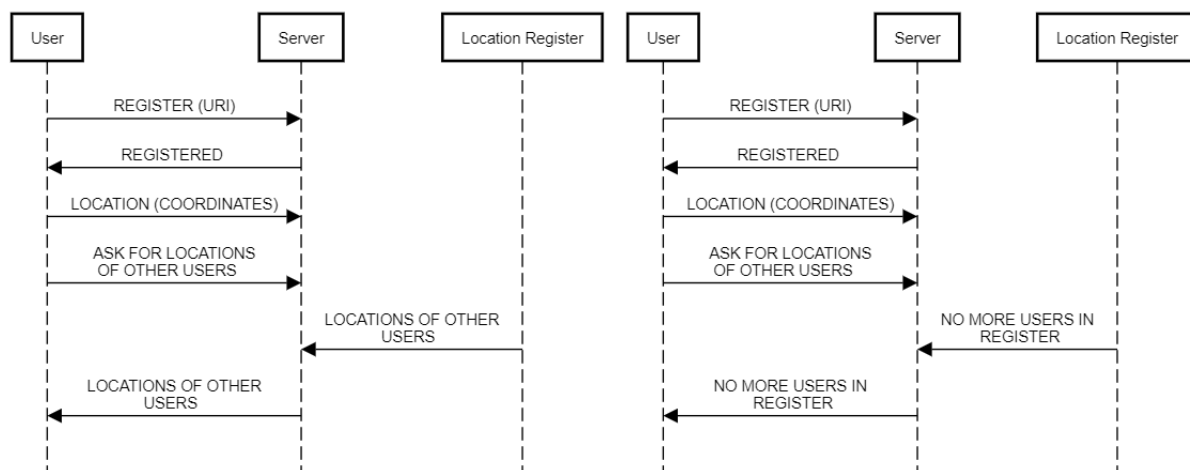 User
Server
Location Register
REGISTER (URI)
REGISTERED
LOCATION (COORDINATES)
ASK FOR LOCATIONS
OF OTHER USERS
LOCATIONS OF OTHER
USERS
LOCATIONS OF OTHER
USERS
User
Server
Location Register
REGISTER (URI)
REGISTERED
LOCATION (COORDINATES)
ASK FOR LOCATIONS
OF OTHER USERS
NO MORE USERS IN
REGISTER
NO MORE USERS IN
REGISTER